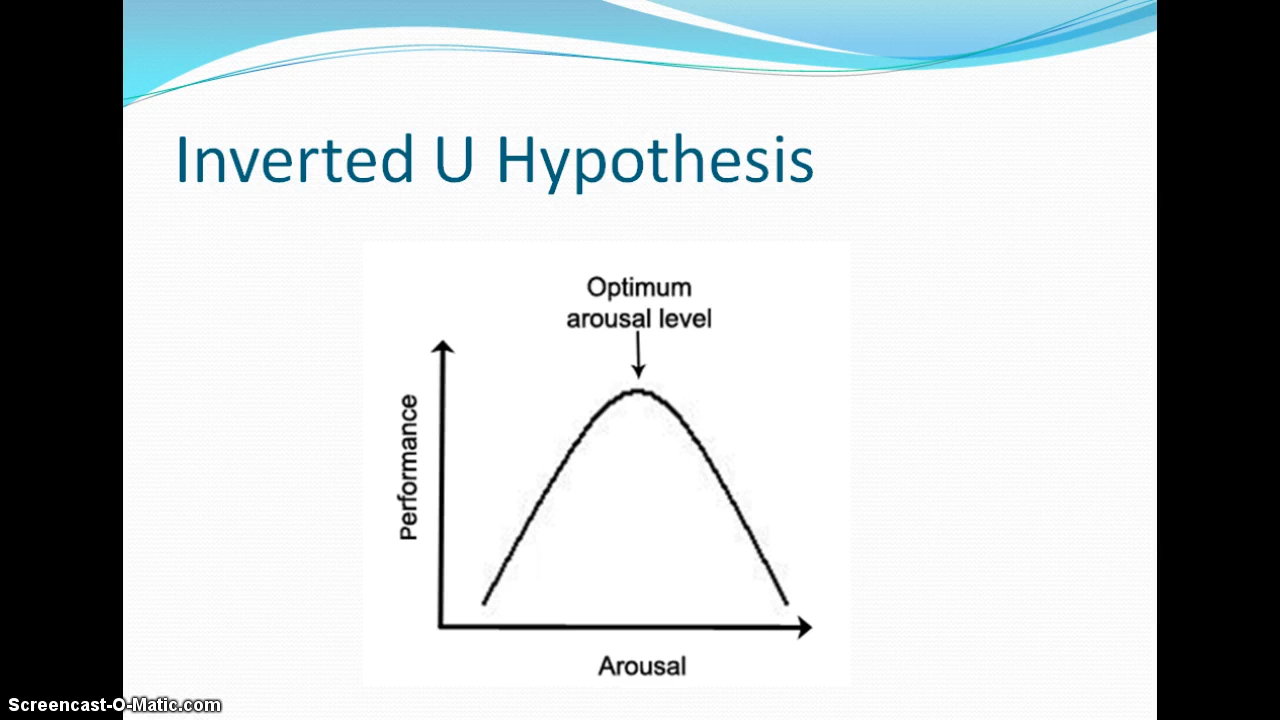 Inverted U Hypothesis
Optimum
arousal level
Performance
Arousal
Screencast-O-Matic.com